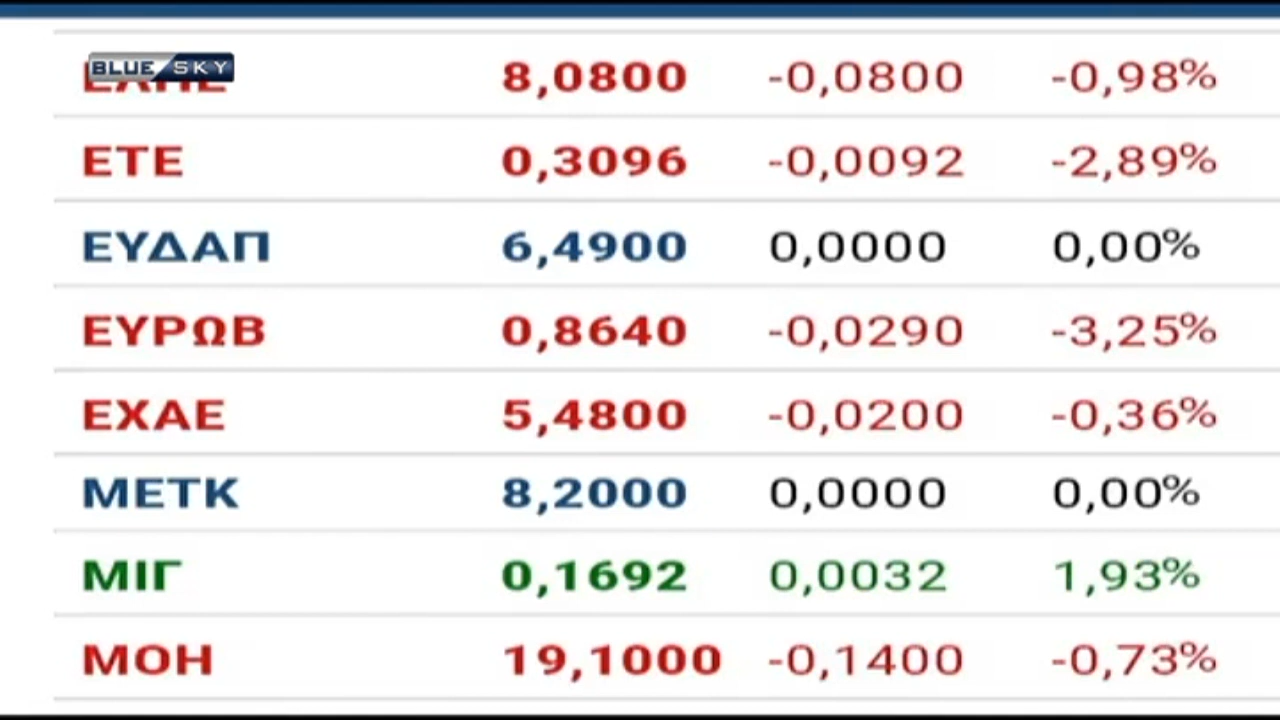 BLUE SKY
8,0800 -0,0800 -0,98%
ΕΤΕ 0,3096 -0,0092 -2,89%
ΕΥΔΑΠ 6,4900 0,0000 0,00%
ΕΥΡΩΒ 0,8640 -0,0290 -3,25%
ΕΧΑΕ 5,4800 -0,0200 -0,36%
ΜΕΤΚ 8,2000 0,0000 0,00%
ΜΙΓ 0,1692 0,0032 1,93%
ΜΟΗ 19,1000 -0,1400 -0,73%